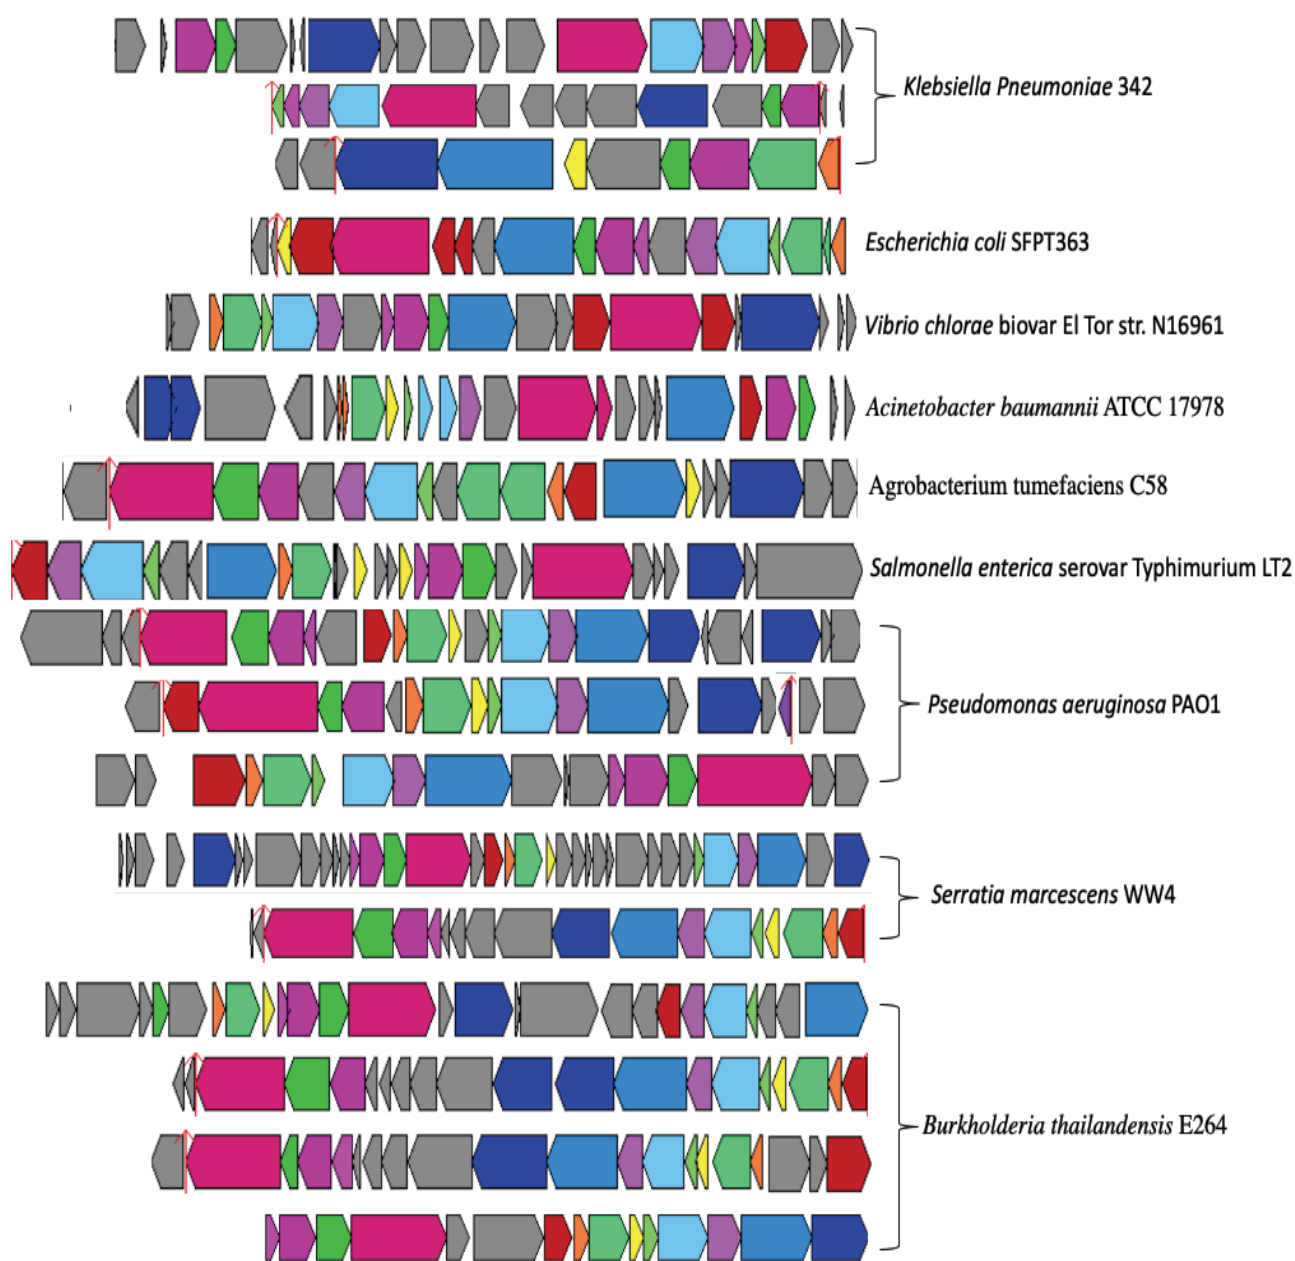 Klebsiella Pneumoniae 342
Escherichia coli SFPT363
Vibrio chlorae biovar El Tor str. N16961
Acinetobacter baumannii ATCC 17978
Agrobacterium tumefaciens C58
Salmonella enterica serovar Typhimurium LT2
Pseudomonas aeruginosa PAO1
Serratia marcescens WW4
Burkholderia thailandensis E264